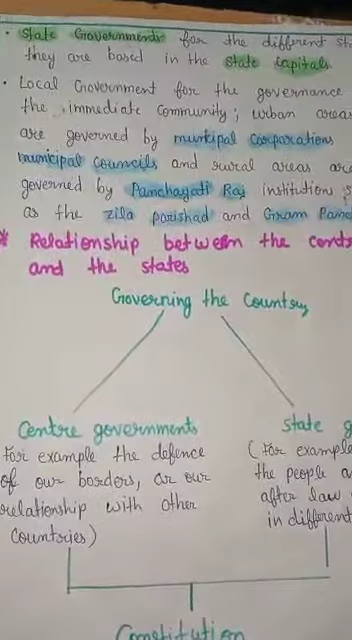 • State Governments for the different
they are based in the state capitals.
• Local Government for the governance
the immediate community; urban areas
are governed by municipal Corporations
municipal councils and rural areas are
governed by Panchayati Raj institutions
as the zila parishad and Gram
* Relationship between the
and the states
Governing the Country
Centre governments
For example the defence
of our borders, or our
relationship with other
Countries)
state
(For example
the people
after law
in different
Constitution